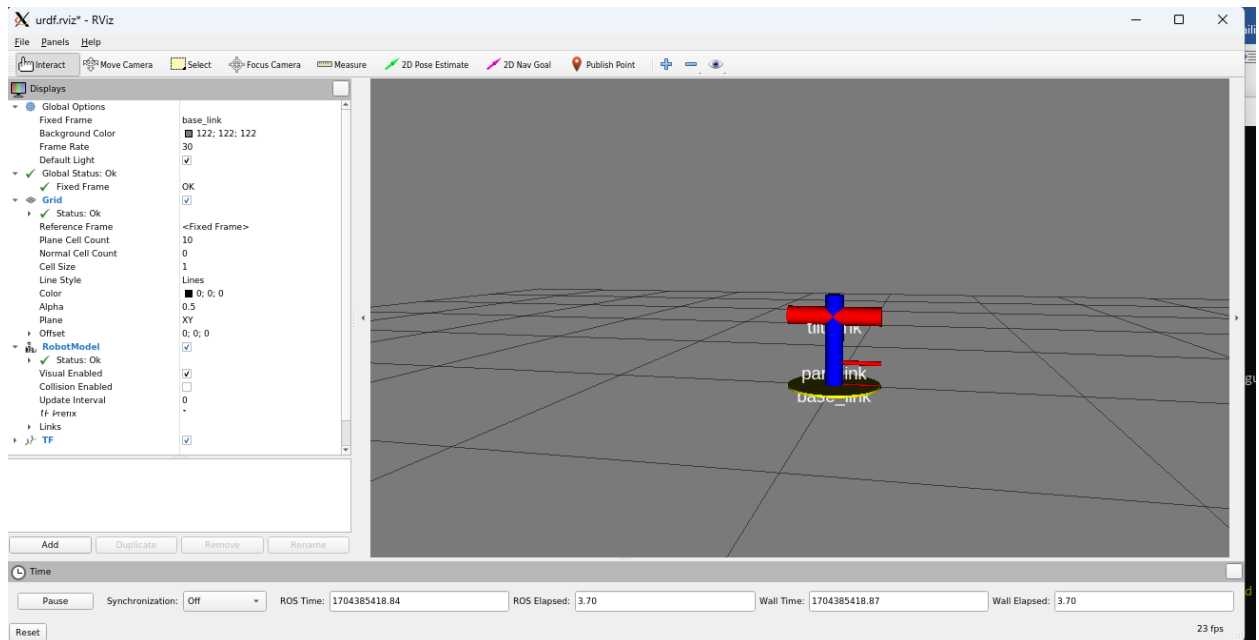 urdf.rviz* - RViz
File Panels Help
Interact Move Camera Select Focus Camera Measure 2D Pose Estimate 2D Nav Goal Publish Point
Displays
Global Options
Fixed Frame base_link
Background Color 122; 122; 122
Frame Rate 30
Default Light
Global Status: Ok
Fixed Frame OK
Grid
Status: Ok
Reference Frame <Fixed Frame>
Plane Cell Count 10
Normal Cell Count 0
Cell Size 1
Line Style Lines
Color 0; 0; 0
Alpha 0.5
Plane XY
Offset 0; 0; 0
RobotModel
Status: Ok
Visual Enabled
Collision Enabled
Update Interval 0
TF Prefix
Links
TF
base_link
Add Duplicate Remove Rename
Time
Pause Synchronization: Off ROS Time: 1704385418.84 ROS Elapsed: 3.70 Wall Time: 1704385418.87 Wall Elapsed: 3.70
Reset 23 fps